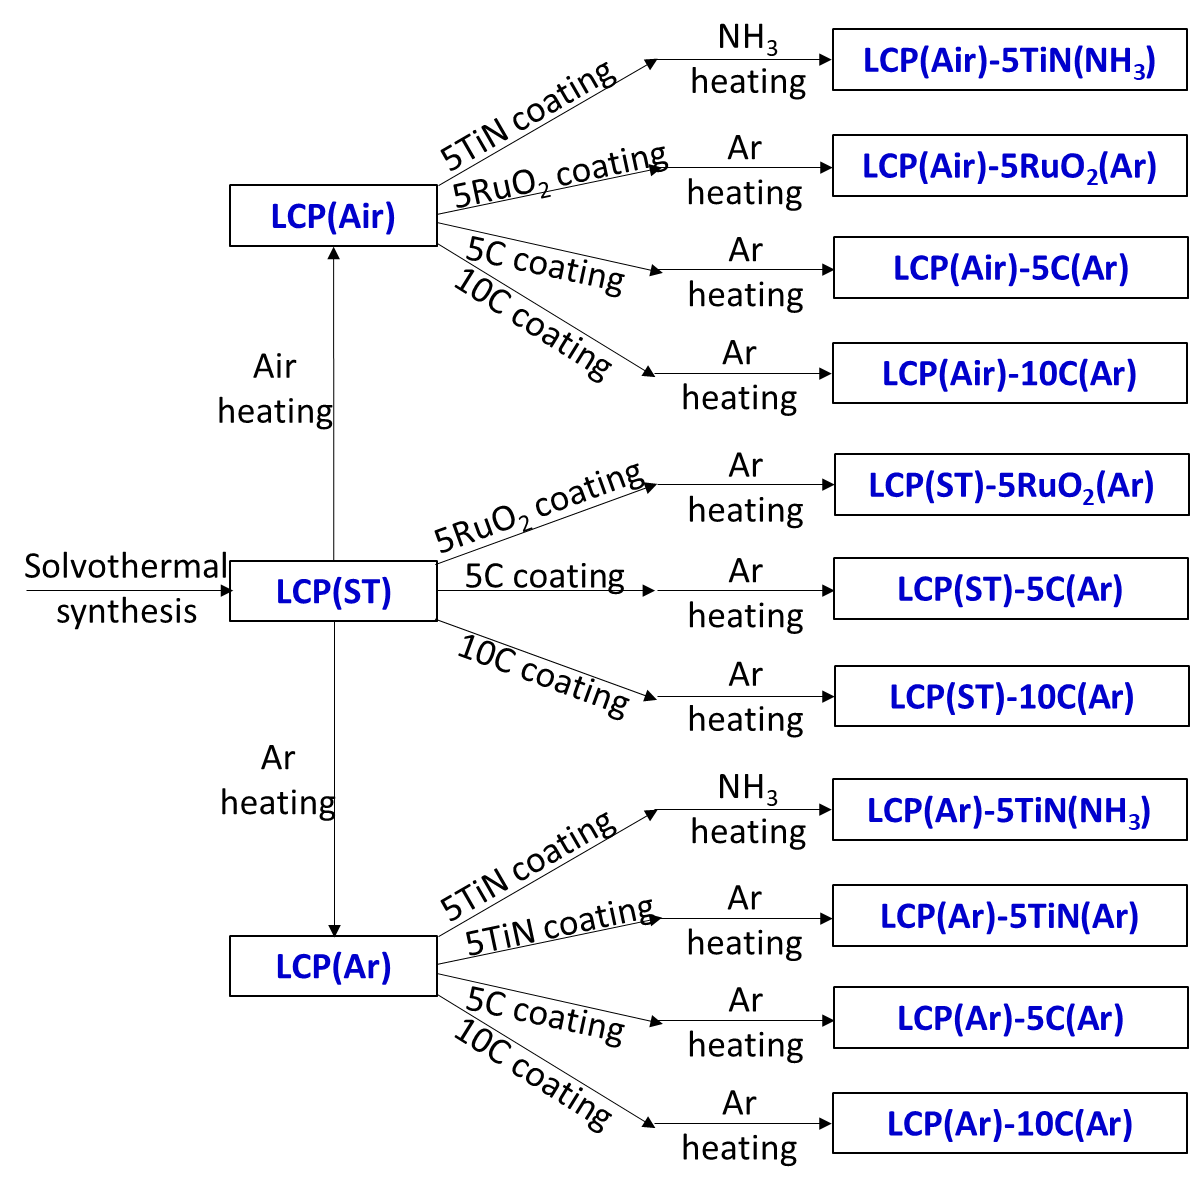 NH₃
heating
5TiN coating
LCP(Air)-5TiN(NH₃)
Ar
heating
5RuO₂ coating
LCP(Air)-5RuO₂(Ar)
LCP(Air)
5C coating
Ar
heating
LCP(Air)-5C(Ar)
10C coating
Ar
heating
LCP(Air)-10C(Ar)
Air
heating
5RuO₂ coating
Ar
heating
LCP(ST)-5RuO₂(Ar)
Solvothermal
synthesis
LCP(ST)
5C coating
Ar
heating
LCP(ST)-5C(Ar)
10C coating
Ar
heating
LCP(ST)-10C(Ar)
Ar
heating
5TiN coating
NH₃
heating
LCP(Ar)-5TiN(NH₃)
5TiN coating
Ar
heating
LCP(Ar)-5TiN(Ar)
LCP(Ar)
5C coating
Ar
heating
LCP(Ar)-5C(Ar)
10C coating
Ar
heating
LCP(Ar)-10C(Ar)